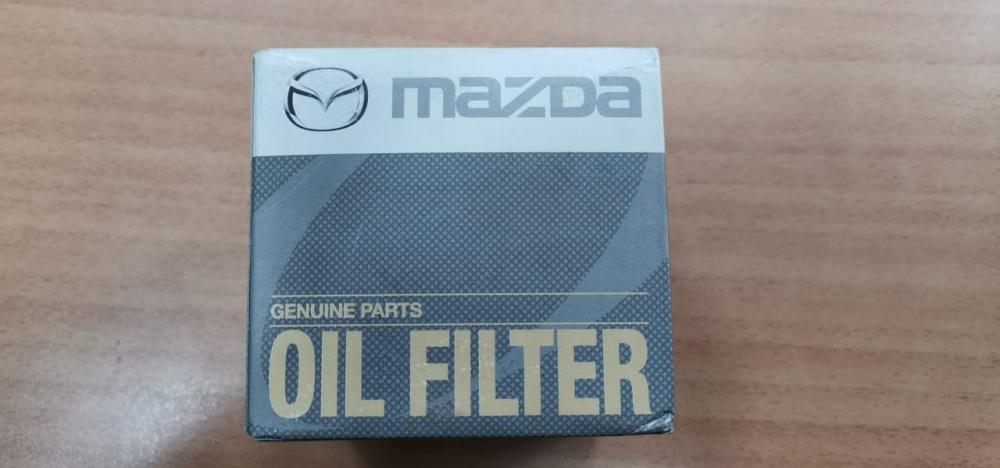 mazda
GENUINE PARTS
OIL FILTER